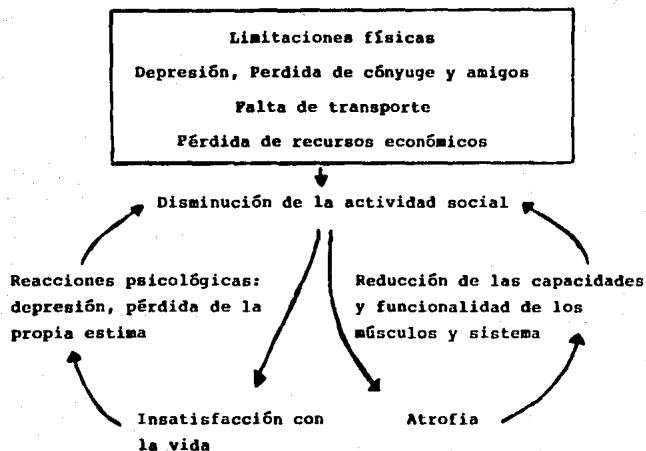 Limitaciones físicas
Depresión, Perdida de cónyuge y amigos
Falta de transporte
Pérdida de recursos económicos
Disminución de la actividad social
Reacciones psicológicas:
depresión, pérdida de la
propia estima
Reducción de las capacidades
y funcionalidad de los
músculos y sistema
Insatisfacción con
la vida
Atrofia